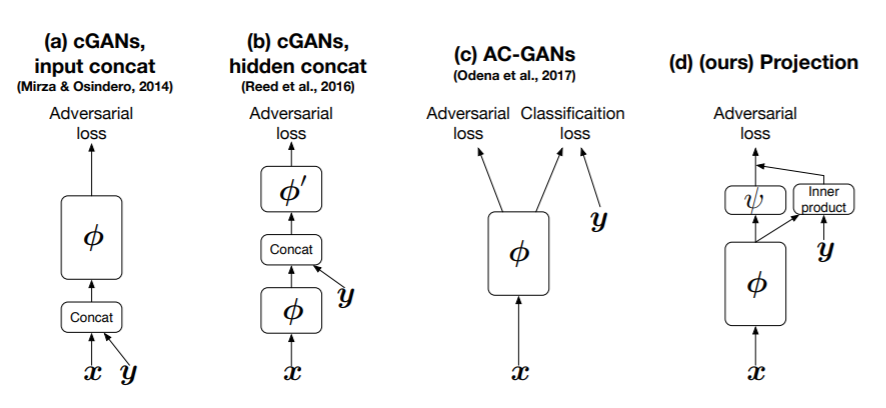 (a) cGANs,
input concat
(Mirza & Osindero, 2014)
Adversarial
loss
ϕ
Concat
x y
(b) cGANs,
hidden concat
(Reed et al., 2016)
Adversarial
loss
ϕ′
Concat
y
ϕ
x
(c) AC-GANs
(Odena et al., 2017)
Adversarial Classificaition
loss loss
y
ϕ
x
(d) (ours) Projection
Adversarial
loss
ψ
Inner
product
y
ϕ
x